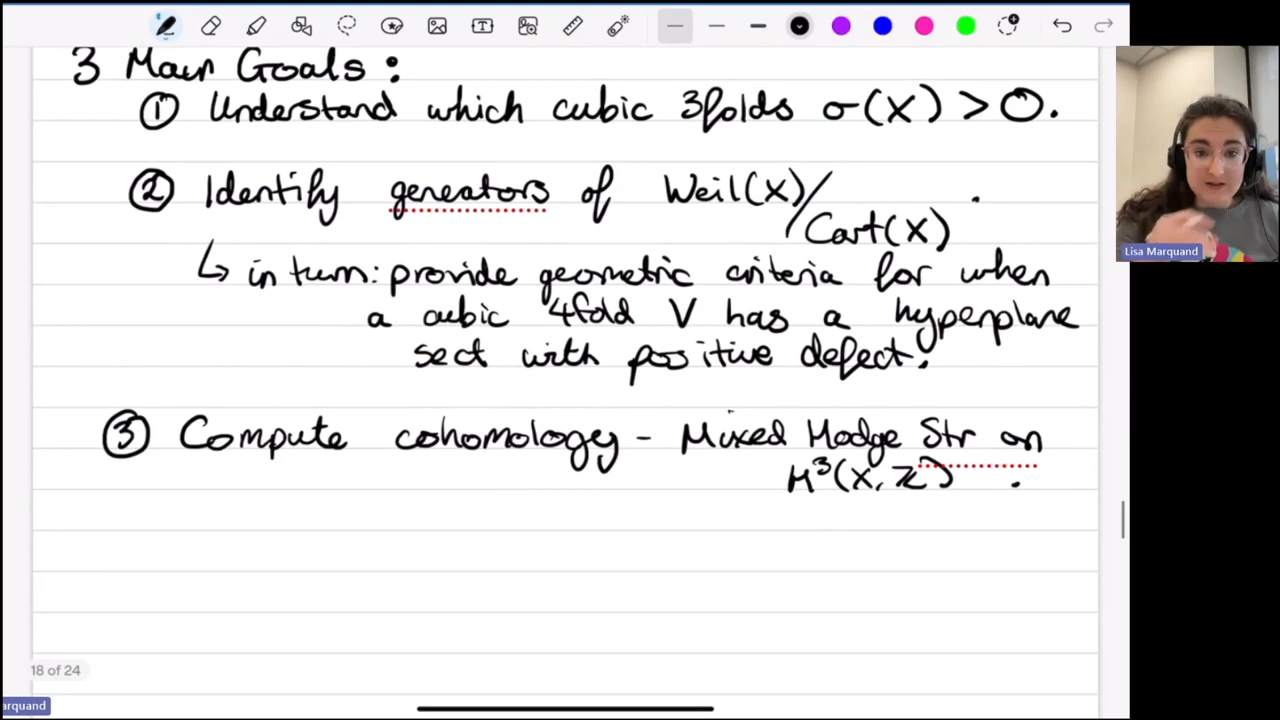 3 Main Goals:
① Understand which cubic 3folds σ(X) > 0.
② Identify geneators of Weil(X)/Cart(X).
↳ in turn: provide geometric criteria for when
a cubic 4fold V has a hyperplane
sect with positive defect.
③ Compute cohomology - Mixed Hodge Str on
H³(X, ℤ).
18 of 24
arquand
Lisa Marquand